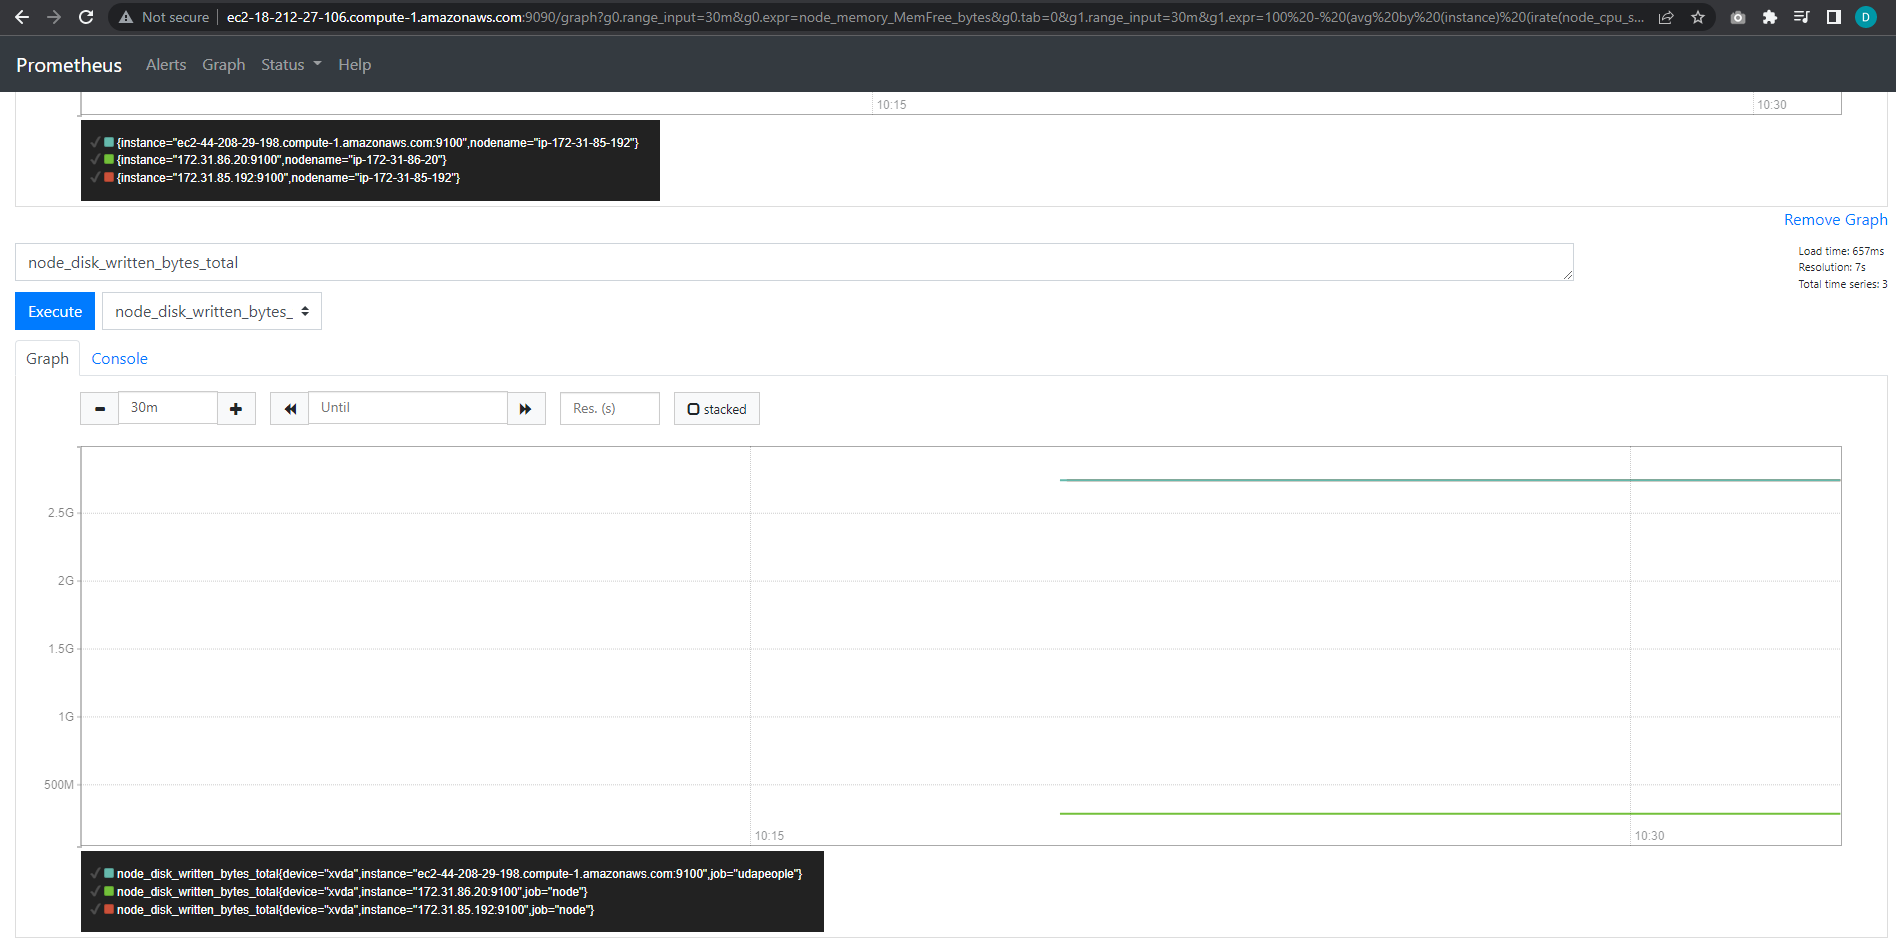 Not secure
ec2-18-212-27-106.compute-1.amazonaws.com:9090/graph?g0.range_input=30m&g0.expr=node_memory_MemFree_bytes&g0.tab=0&g1.range_input=30m&g1.expr=100%20-%20(avg%20by%20(instance)%20(irate(node_cpu_s...
D
Prometheus
Alerts
Graph
Status
Help
10:15
10:30
{instance="ec2-44-208-29-198.compute-1.amazonaws.com:9100",nodename="ip-172-31-85-192"}
{instance="172.31.86.20:9100",nodename="ip-172-31-86-20"}
{instance="172.31.85.192:9100",nodename="ip-172-31-85-192"}
Remove Graph
node_disk_written_bytes_total
Load time: 657ms
Resolution: 7s
Total time series: 3
Execute
node_disk_written_bytes_
Graph
Console
30m
Until
Res. (s)
stacked
2.5G
2G
1.5G
1G
500M
10:15
10:30
node_disk_written_bytes_total{device="xvda",instance="ec2-44-208-29-198.compute-1.amazonaws.com:9100",job="udapeople"}
node_disk_written_bytes_total{device="xvda",instance="172.31.86.20:9100",job="node"}
node_disk_written_bytes_total{device="xvda",instance="172.31.85.192:9100",job="node"}